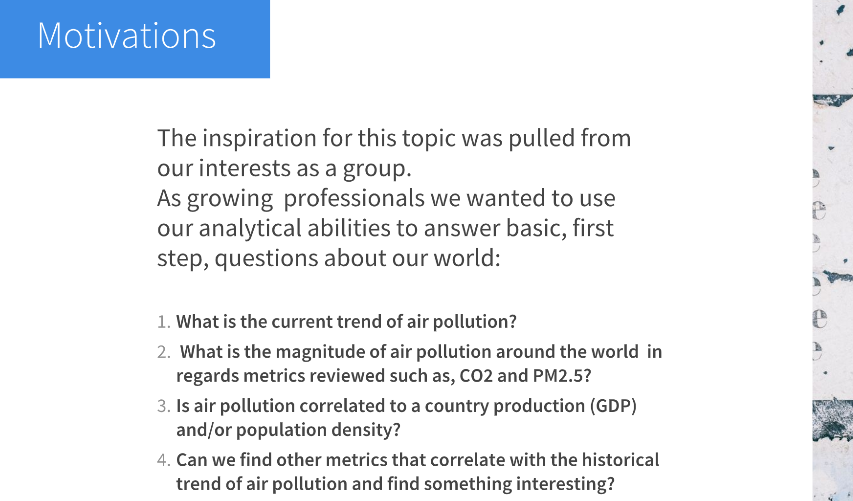 Motivations
The inspiration for this topic was pulled from
our interests as a group.
As growing  professionals we wanted to use
our analytical abilities to answer basic, first
step, questions about our world:
1. What is the current trend of air pollution?
2.  What is the magnitude of air pollution around the world  in
regards metrics reviewed such as, CO2 and PM2.5?
3. Is air pollution correlated to a country production (GDP)
and/or population density?
4. Can we find other metrics that correlate with the historical
trend of air pollution and find something interesting?
e
e
e
e
e
e